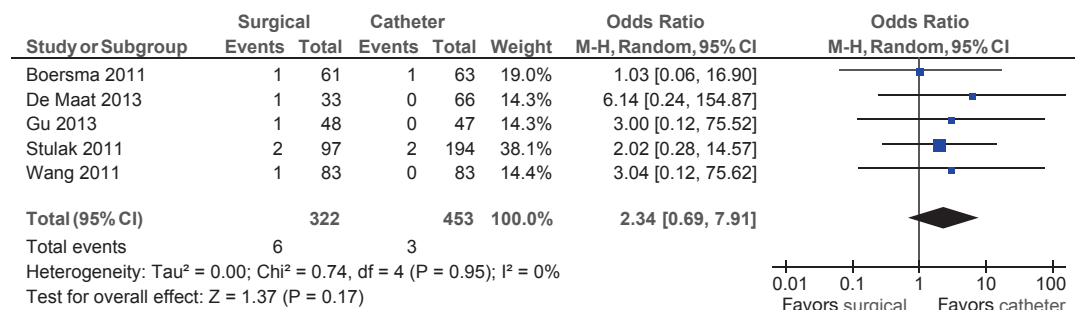 Surgical Catheter Odds Ratio Odds Ratio
Study or Subgroup Events Total Events Total Weight M-H, Random, 95% CI M-H, Random, 95% CI
Boersma 2011 1 61 1 63 19.0% 1.03 [0.06, 16.90]
De Maat 2013 1 33 0 66 14.3% 6.14 [0.24, 154.87]
Gu 2013 1 48 0 47 14.3% 3.00 [0.12, 75.52]
Stulak 2011 2 97 2 194 38.1% 2.02 [0.28, 14.57]
Wang 2011 1 83 0 83 14.4% 3.04 [0.12, 75.62]
Total (95% CI) 322 453 100.0% 2.34 [0.69, 7.91]
Total events 6 3
Heterogeneity: Tau² = 0.00; Chi² = 0.74, df = 4 (P = 0.95); I² = 0%
Test for overall effect: Z = 1.37 (P = 0.17)
0.01 0.1 1 10 100
Favors surgical Favors catheter